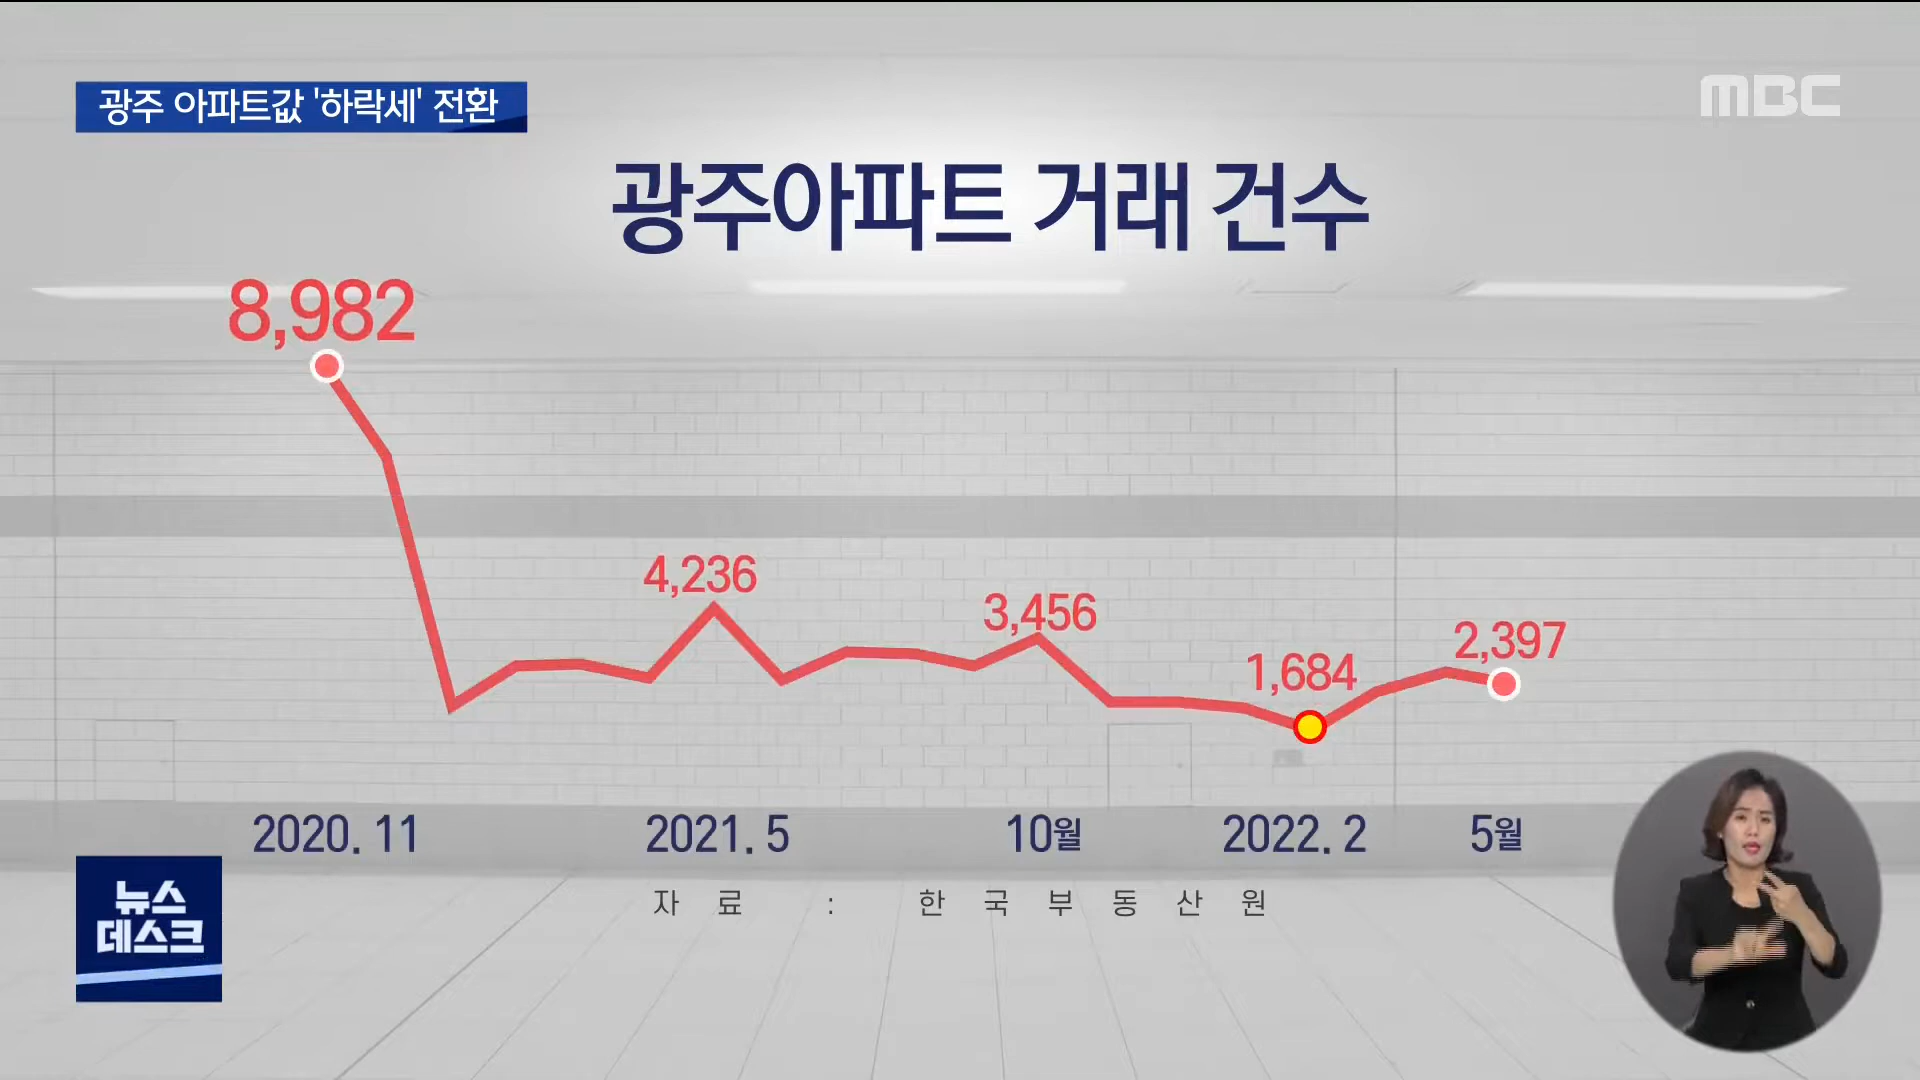 광주 아파트값 '하락세' 전환
MBC
광주아파트 거래 건수
8,982
4,236
3,456
1,684
2,397
2020. 11
2021. 5
10월
2022. 2
5월
자 료 : 한 국 부 동 산 원
뉴스
데스크